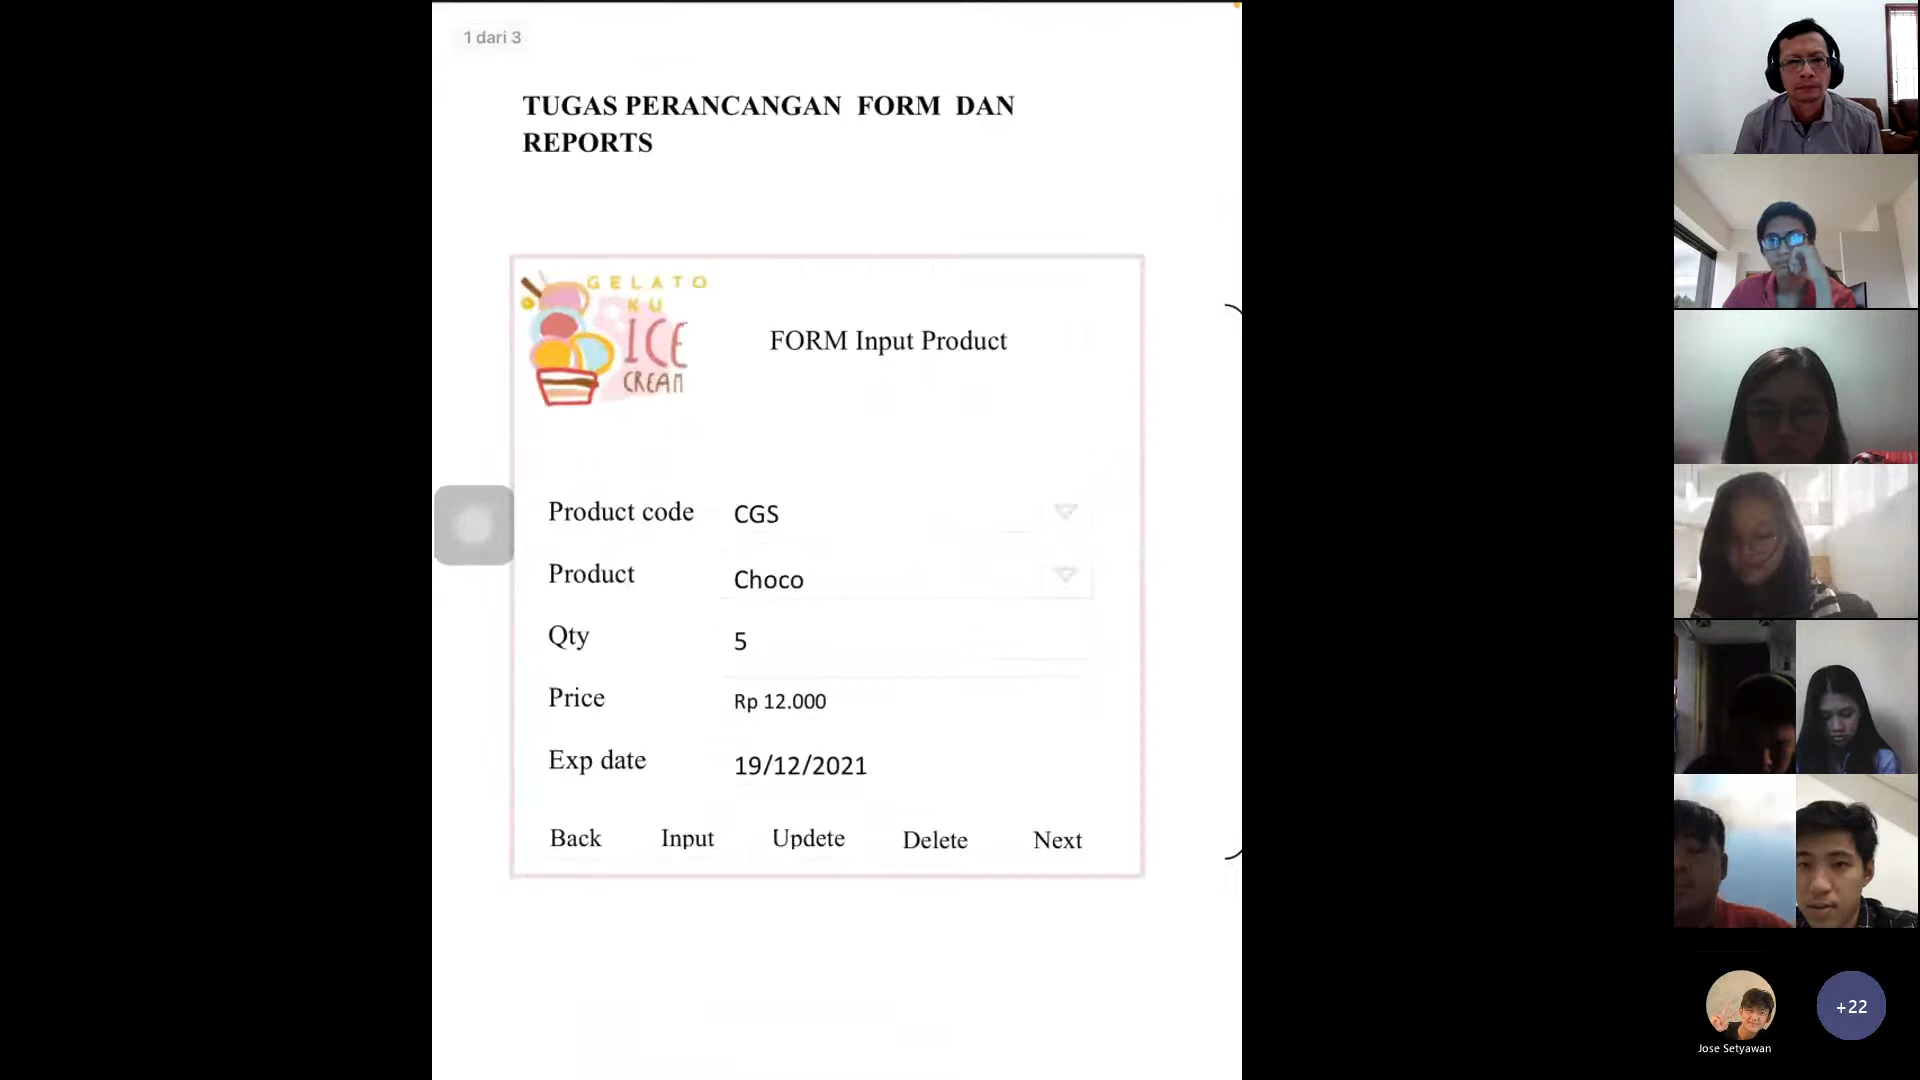 1 dari 3
TUGAS PERANCANGAN FORM DAN
REPORTS
GELATO
KU
ICE
CREAM
FORM Input Product
Product code CGS
Product Choco
Qty 5
Price Rp 12.000
Exp date 19/12/2021
Back Input Update Delete Next
+22
Jose Setyawan